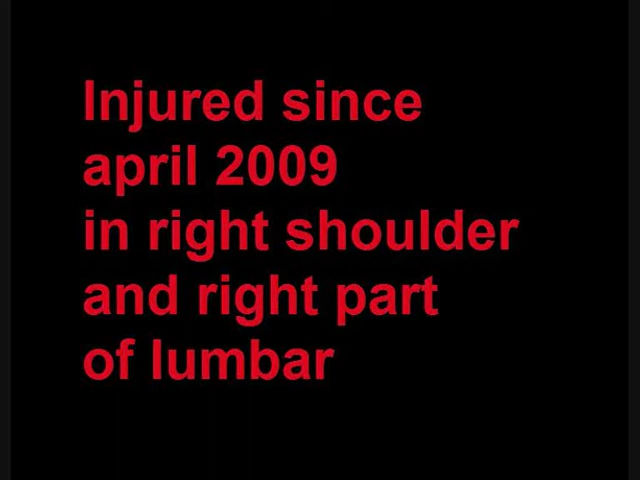 Injured since
april 2009
in right shoulder
and right part
of lumbar